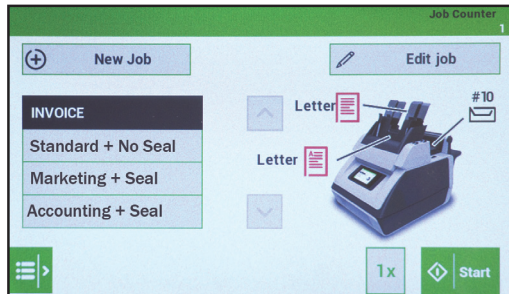 Job Counter
1
New Job
Edit job
INVOICE
Standard + No Seal
Marketing + Seal
Accounting + Seal
Letter
#10
Letter
1x
Start